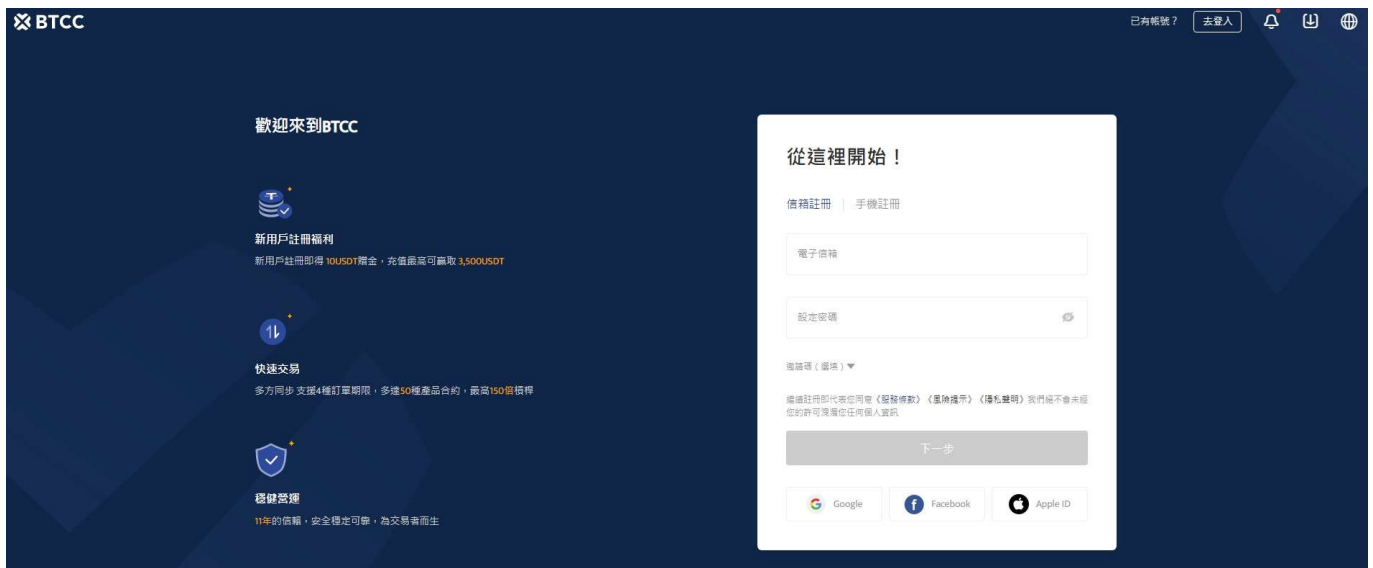 BTCC
已有帳號？
去登入
歡迎來到BTCC
新用戶註冊福利
新用戶註冊即得 10USDT贈金，充值最高可贏取 3,500USDT
快速交易
多方同步 支援4種訂單期限，多達50種產品合約，最高150倍槓桿
穩健營運
11年的信賴，安全穩定可靠，為交易者而生
從這裡開始！
信箱註冊 | 手機註冊
電子信箱
設定密碼
邀請碼（選填）▼
繼續註冊即代表您同意《服務條款》《風險提示》《隱私聲明》我們絕不會未經
您的許可洩漏您任何個人資訊
下一步
Google
Facebook
Apple ID